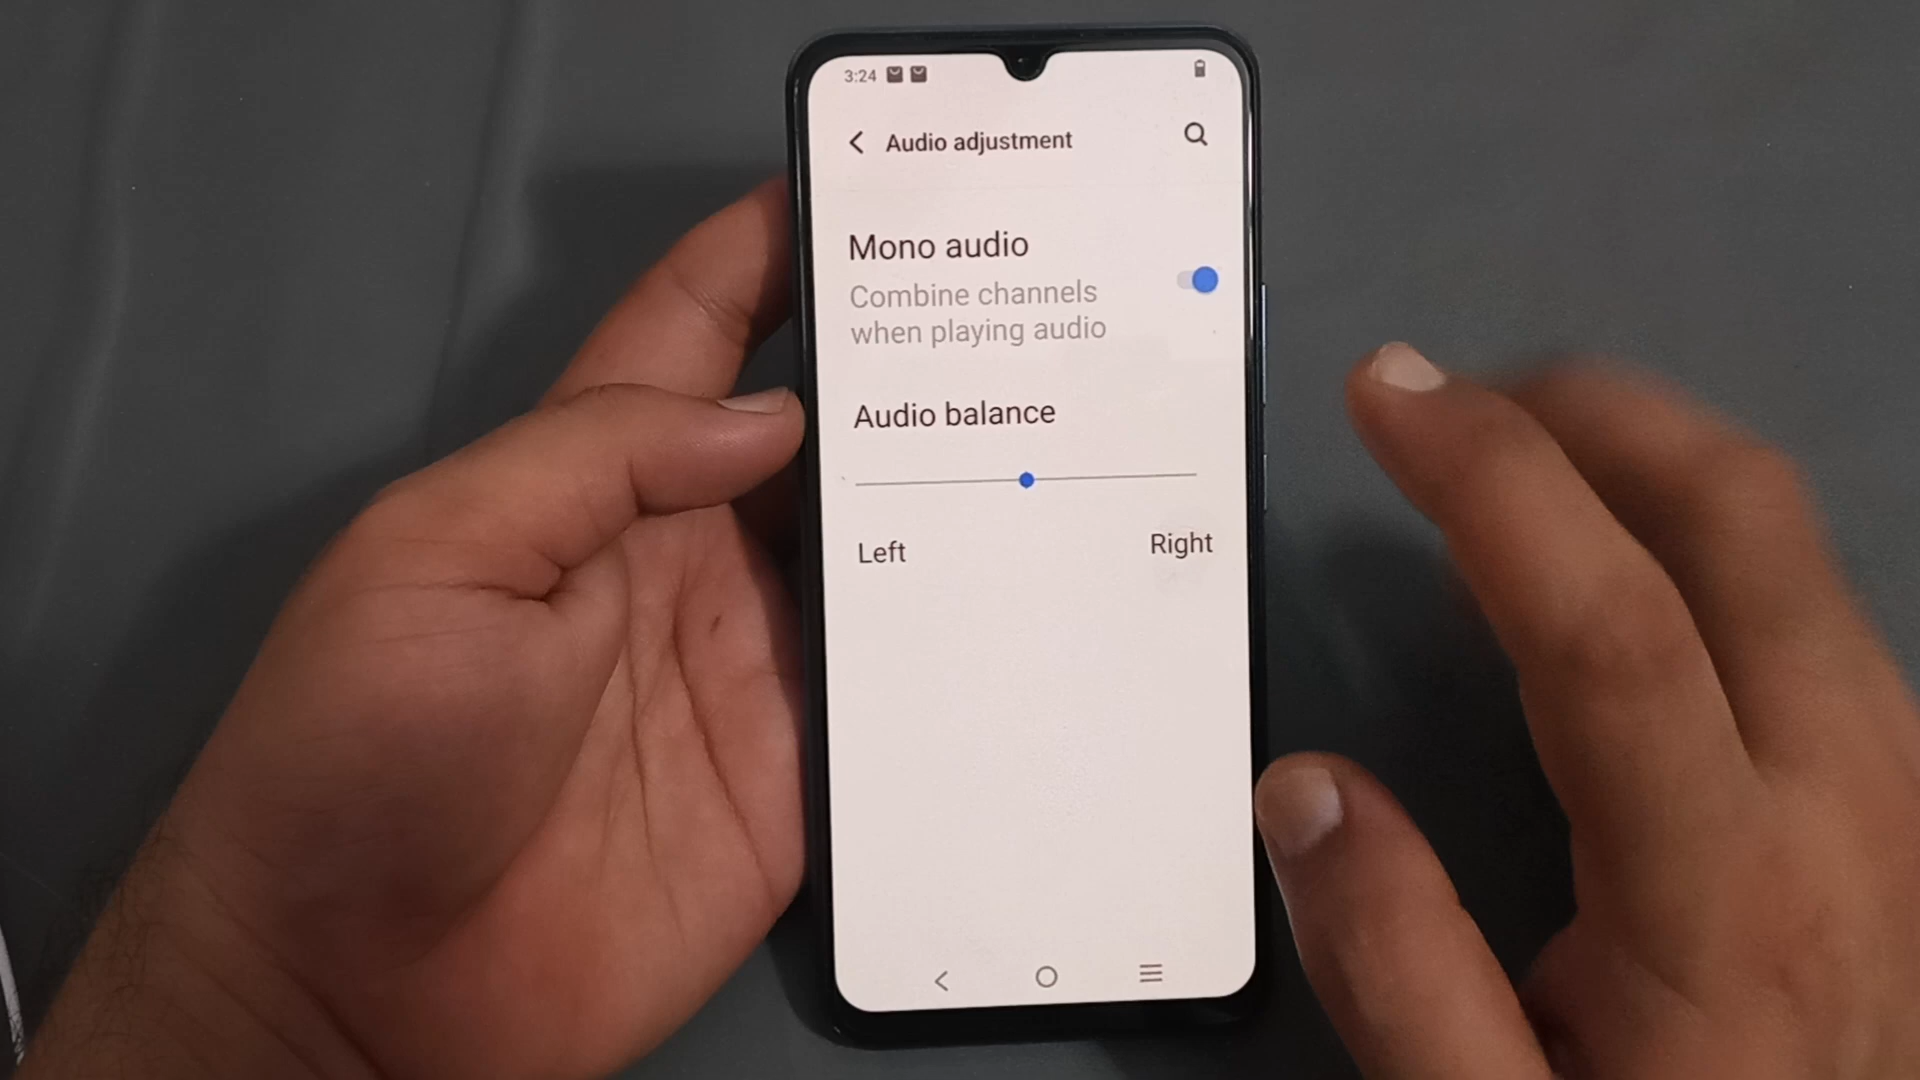 3:24
Audio adjustment
Mono audio
Combine channels
when playing audio
Audio balance
Left
Right